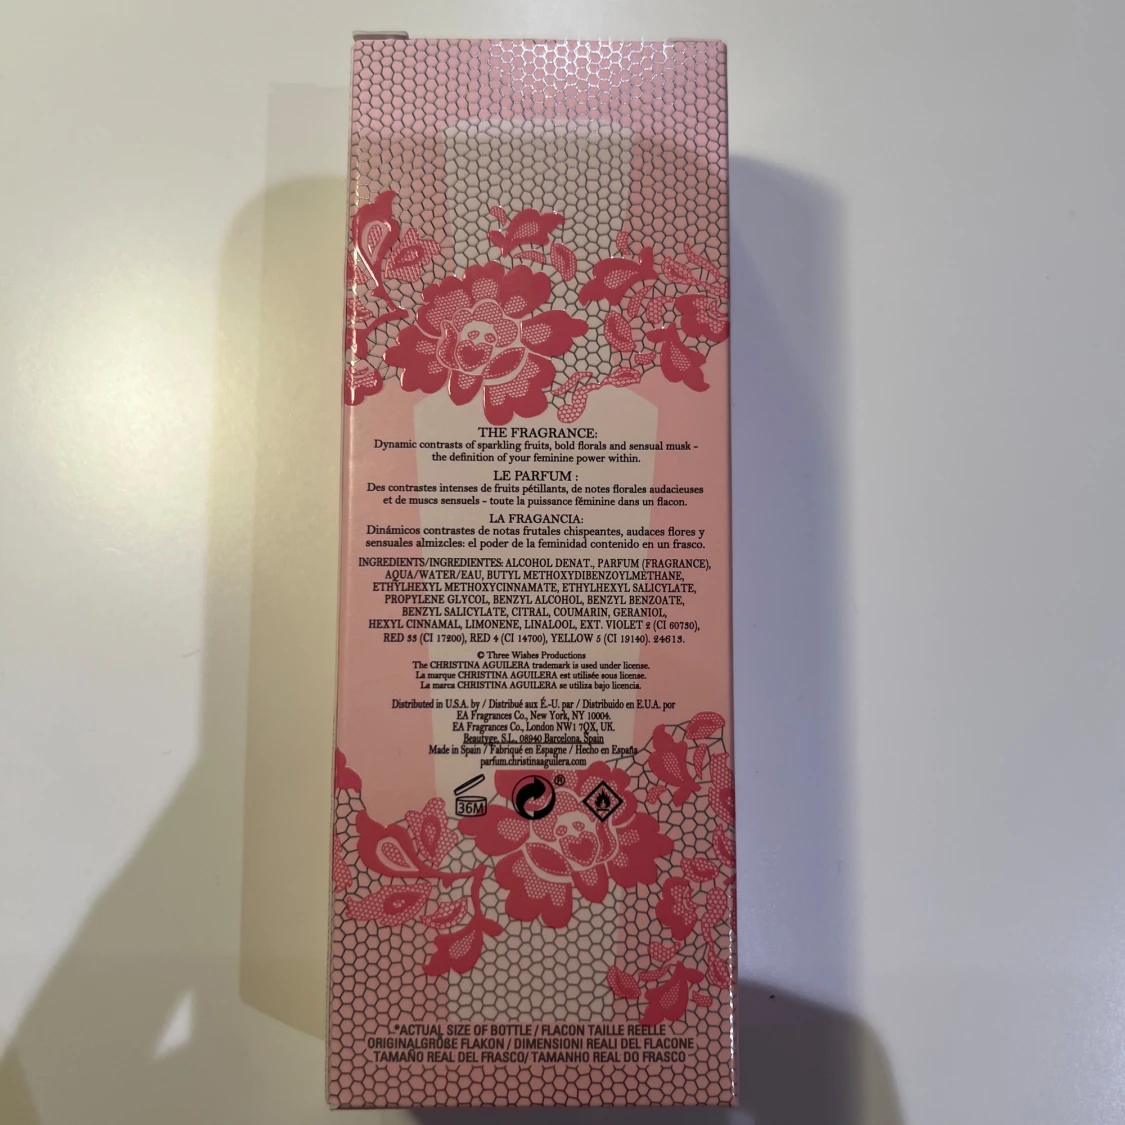 THE FRAGRANCE:
Dynamic contrasts of sparkling fruits, bold florals and sensual musk –
the definition of your feminine power within.
LE PARFUM :
Des contrastes intenses de fruits pétillants, de notes florales audacieuses
et de muscs sensuels – toute la puissance féminine dans un flacon.
LA FRAGANCIA:
Dinámicos contrastes de notas frutales chispeantes, audaces flores y
sensuales almizcles: el poder de la feminidad contenido en un frasco.
INGREDIENTS/INGREDIENTES: ALCOHOL DENAT., PARFUM (FRAGRANCE),
AQUA/WATER/EAU, BUTYL METHOXYDIBENZOYLMETHANE,
ETHYLHEXYL METHOXYCINNAMATE, ETHYLHEXYL SALICYLATE,
PROPYLENE GLYCOL, BENZYL ALCOHOL, BENZYL BENZOATE,
BENZYL SALICYLATE, CITRAL, COUMARIN, GERANIOL,
HEXYL CINNAMAL, LIMONENE, LINALOOL, EXT. VIOLET 2 (CI 60730),
RED 33 (CI 17200), RED 4 (CI 14700), YELLOW 5 (CI 19140). 24613.
© Three Wishes Productions
The CHRISTINA AGUILERA trademark is used under license.
La marque CHRISTINA AGUILERA est utilisée sous license.
La marca CHRISTINA AGUILERA se utiliza bajo licencia.
Distributed in U.S.A. by / Distribué aux É.-U. par / Distribuido en E.U.A. por
EA Fragrances Co., New York, NY 10004.
EA Fragrances Co., London NW1 7QX, UK.
Beautyge, S.L., 08940 Barcelona, Spain
Made in Spain / Fabriqué en Espagne / Hecho en España
parfum.christinaaguilera.com
36M ®
*ACTUAL SIZE OF BOTTLE / FLACON TAILLE REELLE
ORIGINALGRÖßE FLAKON / DIMENSIONI REALI DEL FLACONE
TAMAÑO REAL DEL FRASCO/ TAMANHO REAL DO FRASCO